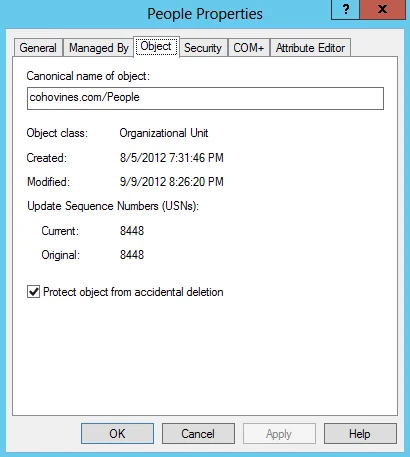 People Properties
?
x
General
Managed By
Object
Security
COM+
Attribute Editor
Canonical name of object:
cohovines.com/People
Object class: Organizational Unit
Created: 8/5/2012 7:31:46 PM
Modified: 9/9/2012 8:26:20 PM
Update Sequence Numbers (USNs):
Current: 8448
Original: 8448
Protect object from accidental deletion
OK
Cancel
Apply
Help